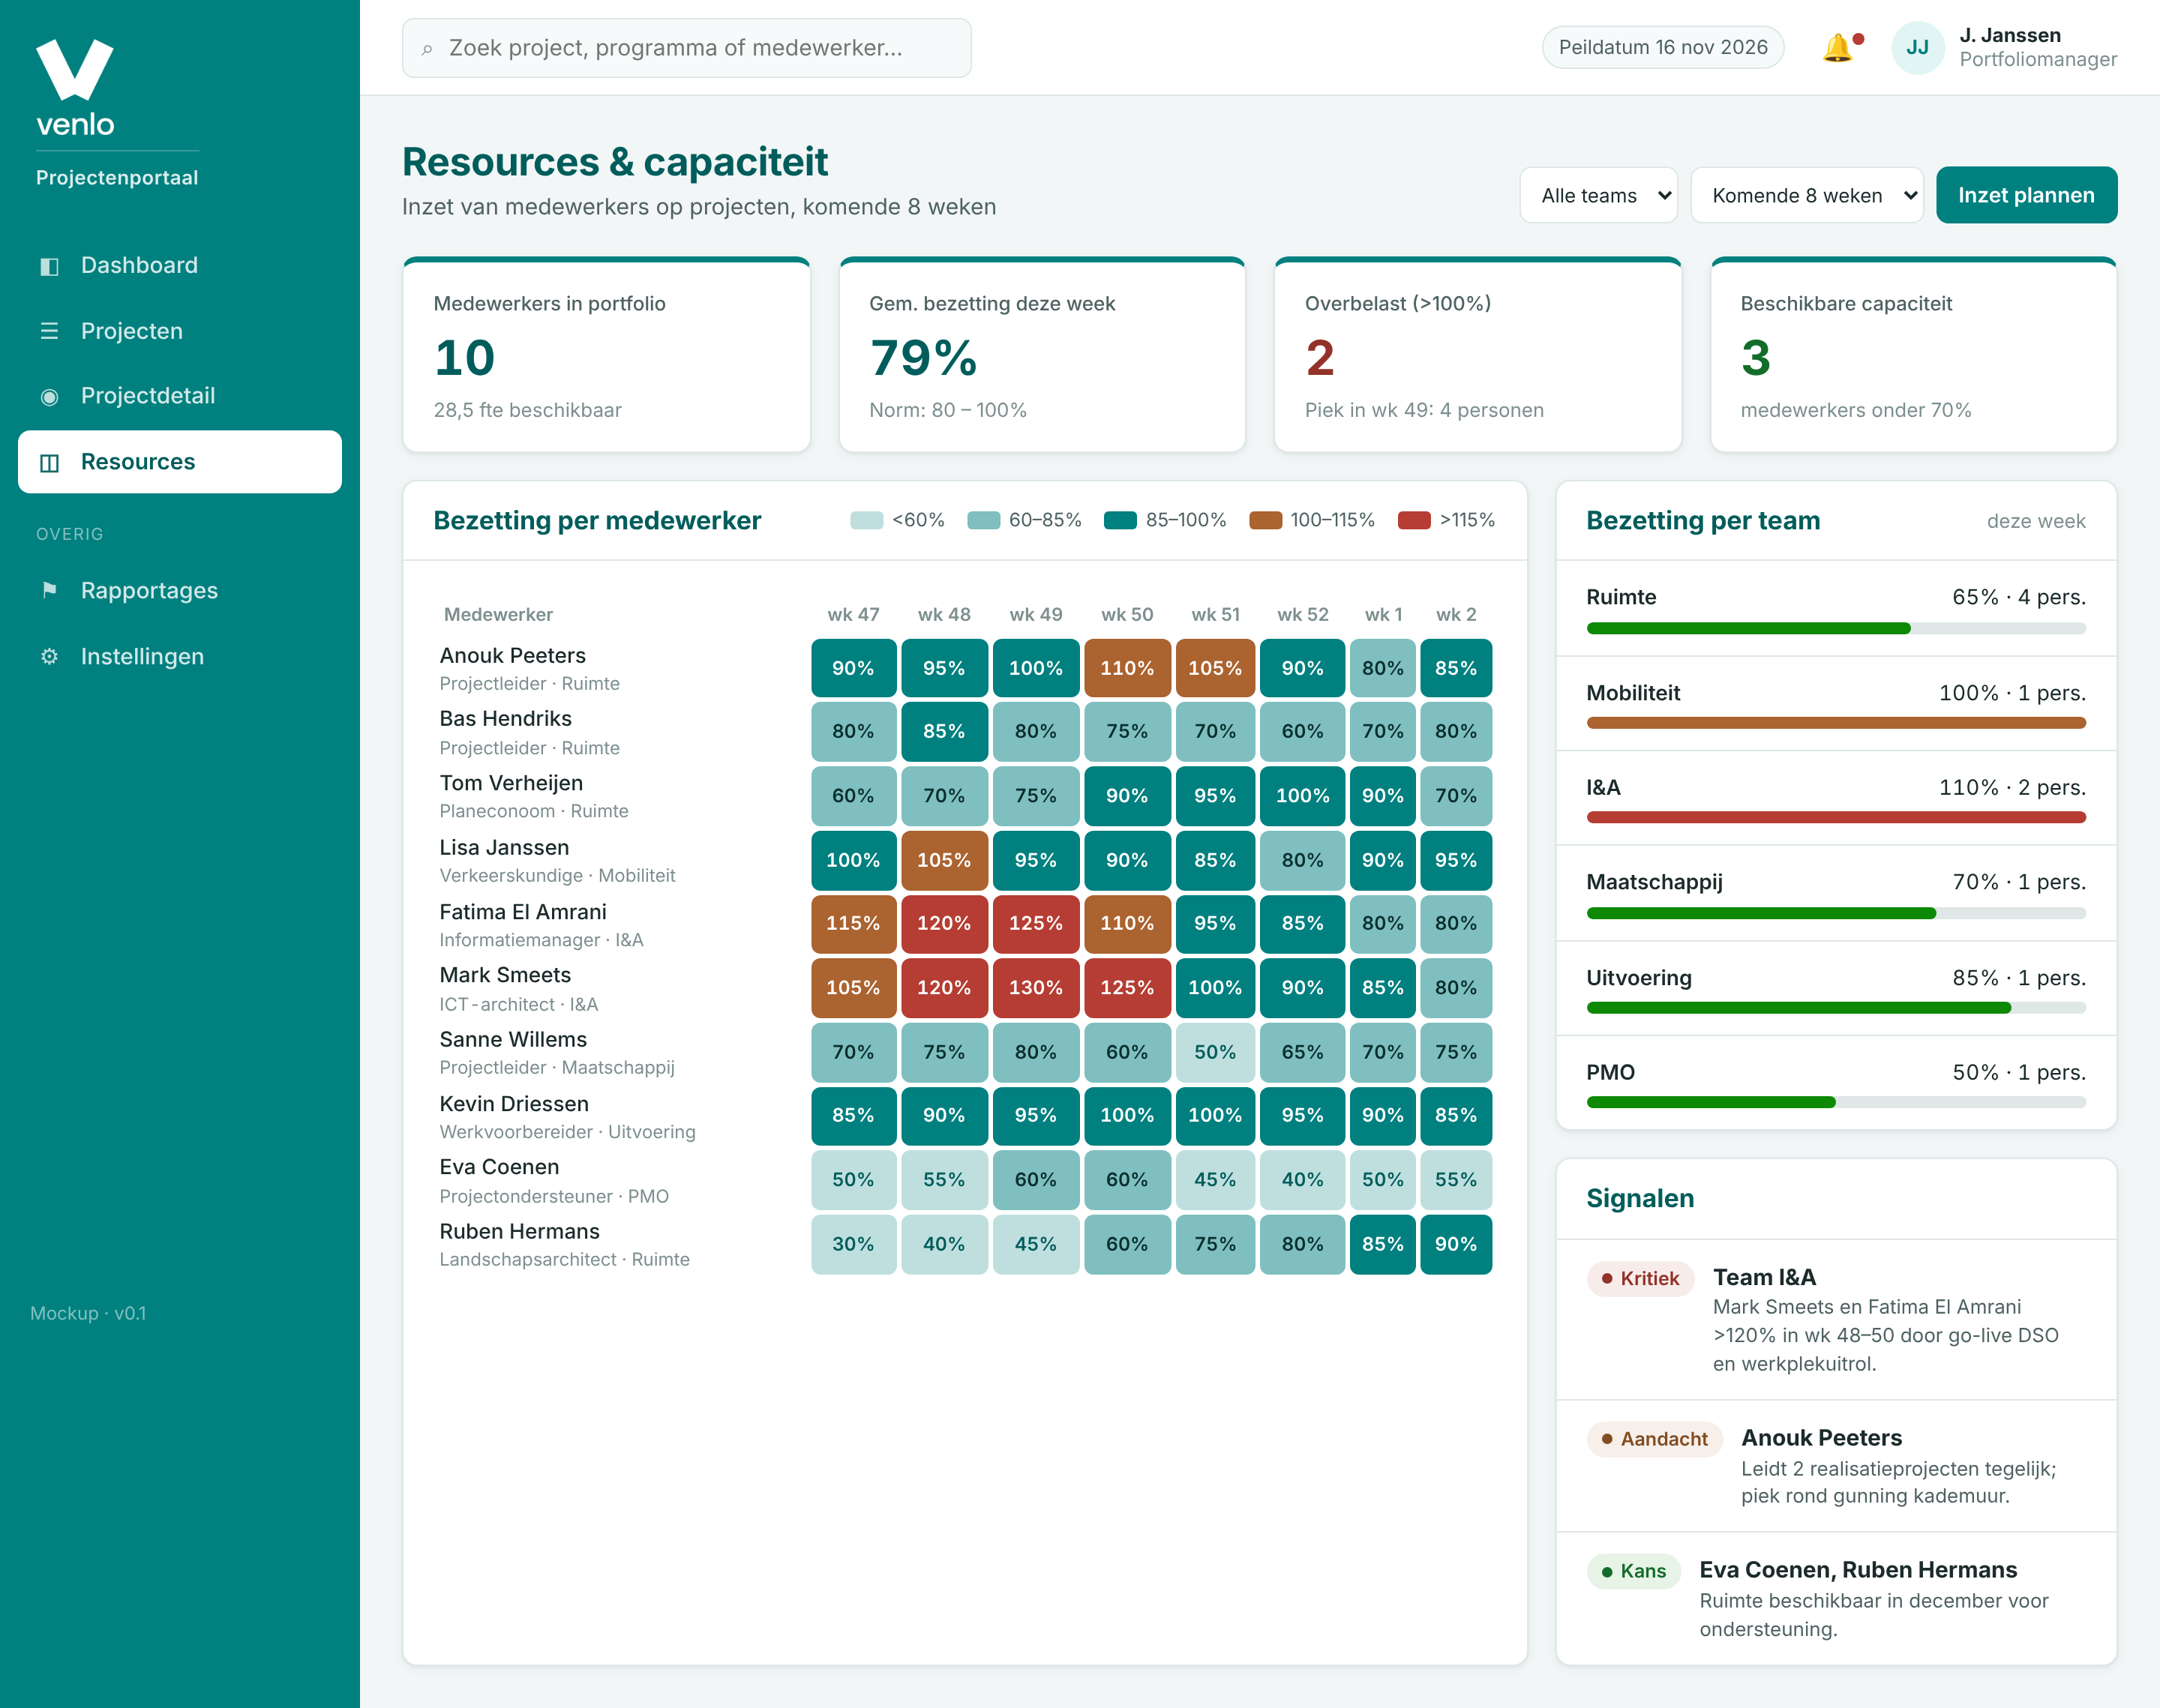 venlo
Projectenportaal
Dashboard
Projecten
Projectdetail
Resources
OVERIG
Rapportages
Instellingen
Mockup · v0.1
Zoek project, programma of medewerker...
Peildatum 16 nov 2026
JJ
J. Janssen
Portfoliomanager
Resources & capaciteit
Inzet van medewerkers op projecten, komende 8 weken
Alle teams
Komende 8 weken
Inzet plannen
Medewerkers in portfolio
10
28,5 fte beschikbaar
Gem. bezetting deze week
79%
Norm: 80 – 100%
Overbelast (>100%)
2
Piek in wk 49: 4 personen
Beschikbare capaciteit
3
medewerkers onder 70%
Bezetting per medewerker
<60% 60–85% 85–100% 100–115% >115%
Medewerker wk 47 wk 48 wk 49 wk 50 wk 51 wk 52 wk 1 wk 2
Anouk Peeters
Projectleider · Ruimte
90% 95% 100% 110% 105% 90% 80% 85%
Bas Hendriks
Projectleider · Ruimte
80% 85% 80% 75% 70% 60% 70% 80%
Tom Verheijen
Planeconoom · Ruimte
60% 70% 75% 90% 95% 100% 90% 70%
Lisa Janssen
Verkeerskundige · Mobiliteit
100% 105% 95% 90% 85% 80% 90% 95%
Fatima El Amrani
Informatiemanager · I&A
115% 120% 125% 110% 95% 85% 80% 80%
Mark Smeets
ICT-architect · I&A
105% 120% 130% 125% 100% 90% 85% 80%
Sanne Willems
Projectleider · Maatschappij
70% 75% 80% 60% 50% 65% 70% 75%
Kevin Driessen
Werkvoorbereider · Uitvoering
85% 90% 95% 100% 100% 95% 90% 85%
Eva Coenen
Projectondersteuner · PMO
50% 55% 60% 60% 45% 40% 50% 55%
Ruben Hermans
Landschapsarchitect · Ruimte
30% 40% 45% 60% 75% 80% 85% 90%
Bezetting per team
deze week
Ruimte 65% · 4 pers.
Mobiliteit 100% · 1 pers.
I&A 110% · 2 pers.
Maatschappij 70% · 1 pers.
Uitvoering 85% · 1 pers.
PMO 50% · 1 pers.
Signalen
Kritiek
Team I&A
Mark Smeets en Fatima El Amrani
>120% in wk 48–50 door go-live DSO
en werkplekuitrol.
Aandacht
Anouk Peeters
Leidt 2 realisatieprojecten tegelijk;
piek rond gunning kademuur.
Kans
Eva Coenen, Ruben Hermans
Ruimte beschikbaar in december voor
ondersteuning.